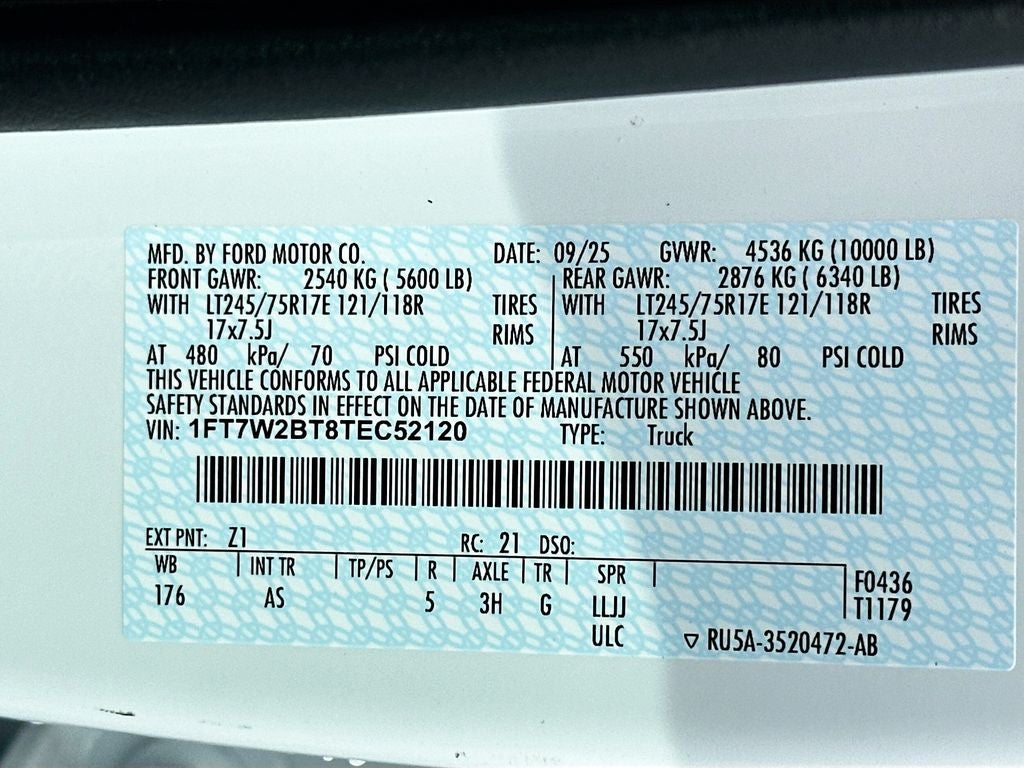 MFD. BY FORD MOTOR CO. DATE: 09/25 GVWR: 4536 KG (10000 LB)
FRONT GAWR: 2540 KG ( 5600 LB) REAR GAWR: 2876 KG ( 6340 LB)
WITH LT245/75R17E 121/118R TIRES WITH LT245/75R17E 121/118R TIRES
17x7.5J RIMS 17x7.5J RIMS
AT 480 kPa/ 70 PSI COLD AT 550 kPa/ 80 PSI COLD
THIS VEHICLE CONFORMS TO ALL APPLICABLE FEDERAL MOTOR VEHICLE
SAFETY STANDARDS IN EFFECT ON THE DATE OF MANUFACTURE SHOWN ABOVE.
VIN: 1FT7W2BT8TEC52120 TYPE: Truck
EXT PNT: Z1 RC: 21 DSO:
WB INT TR TP/PS R AXLE TR SPR F0436
176 AS 5 3H G LLJJ T1179
ULC ▽ RU5A-3520472-AB